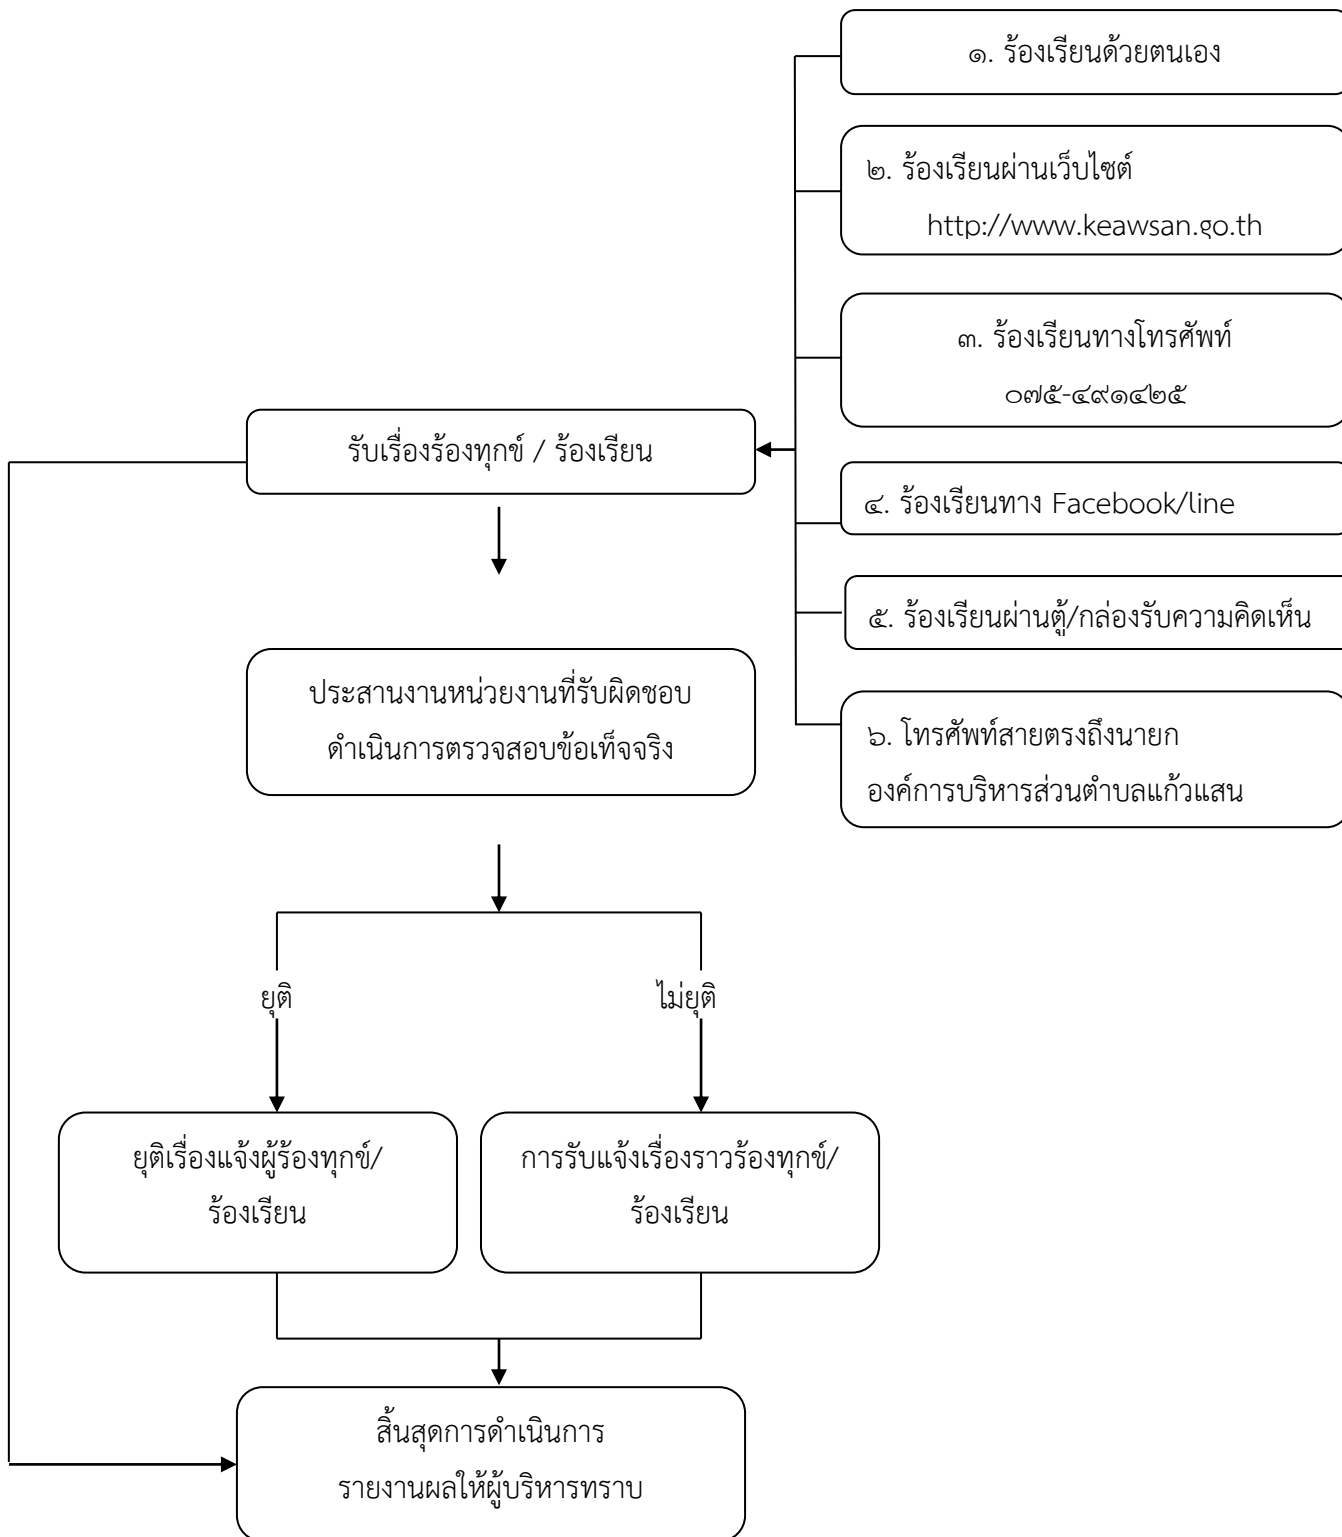 ๑. ร้องเรียนด้วยตนเอง
๒. ร้องเรียนผ่านเว็บไซต์
http://www.keawsan.go.th
๓. ร้องเรียนทางโทรศัพท์
๐๗๕-๔๙๑๔๒๕
รับเรื่องร้องทุกข์ / ร้องเรียน
๔. ร้องเรียนทาง Facebook/line
๕. ร้องเรียนผ่านตู้/กล่องรับความคิดเห็น
ประสานงานหน่วยงานที่รับผิดชอบ
ดำเนินการตรวจสอบข้อเท็จจริง
๖. โทรศัพท์สายตรงถึงนายก
องค์การบริหารส่วนตำบลแก้วแสน
ยุติ
ไม่ยุติ
ยุติเรื่องแจ้งผู้ร้องทุกข์/
ร้องเรียน
การรับแจ้งเรื่องราวร้องทุกข์/
ร้องเรียน
สิ้นสุดการดำเนินการ
รายงานผลให้ผู้บริหารทราบ